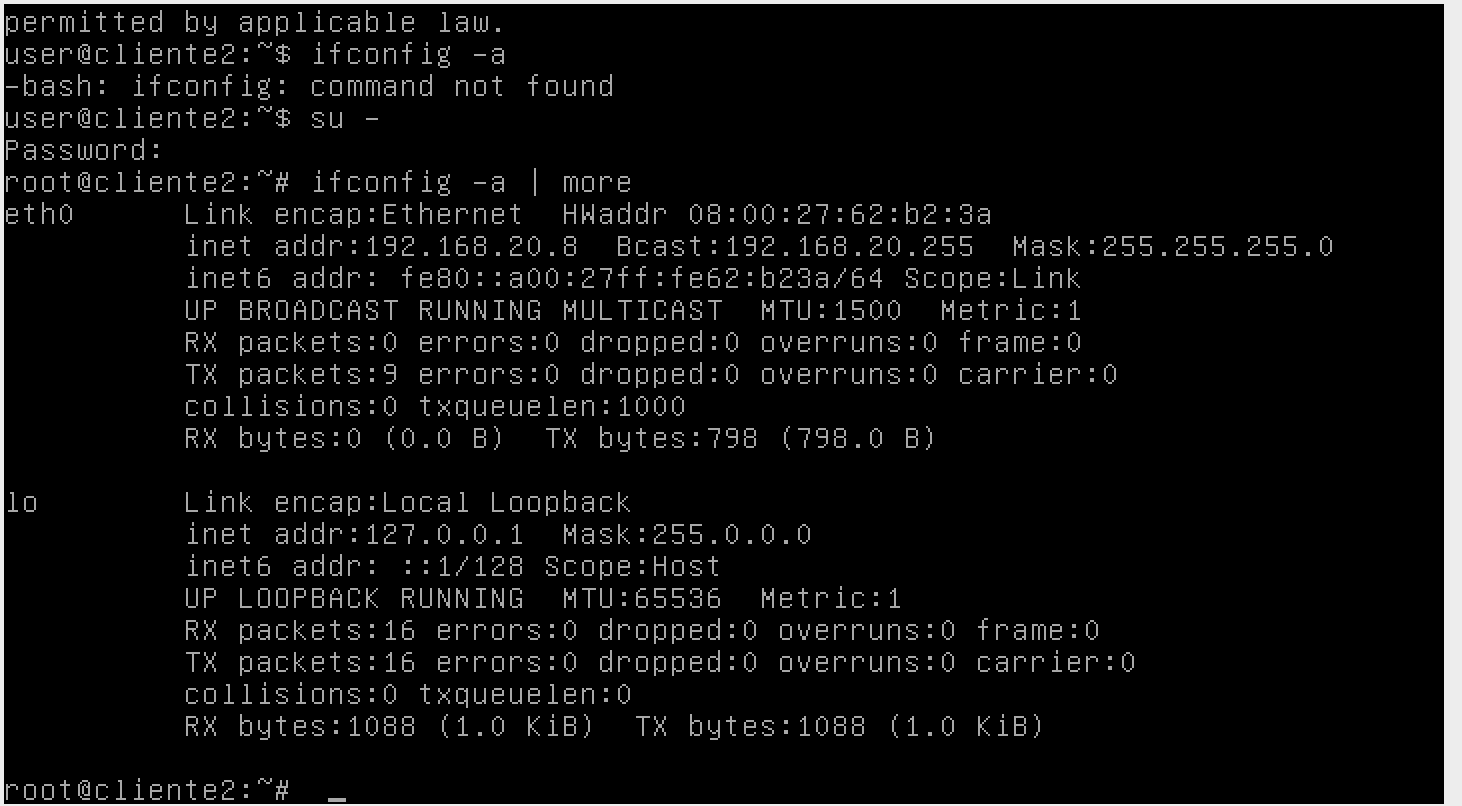 permitted by applicable law.
user@cliente2:~$ ifconfig -a
-bash: ifconfig: command not found
user@cliente2:~$ su -
Password:
root@cliente2:~# ifconfig -a | more
eth0      Link encap:Ethernet  HWaddr 08:00:27:62:b2:3a
          inet addr:192.168.20.8  Bcast:192.168.20.255  Mask:255.255.255.0
          inet6 addr: fe80::a00:27ff:fe62:b23a/64 Scope:Link
          UP BROADCAST RUNNING MULTICAST  MTU:1500  Metric:1
          RX packets:0 errors:0 dropped:0 overruns:0 frame:0
          TX packets:9 errors:0 dropped:0 overruns:0 carrier:0
          collisions:0 txqueuelen:1000
          RX bytes:0 (0.0 B)  TX bytes:798 (798.0 B)

lo        Link encap:Local Loopback
          inet addr:127.0.0.1  Mask:255.0.0.0
          inet6 addr: ::1/128 Scope:Host
          UP LOOPBACK RUNNING  MTU:65536  Metric:1
          RX packets:16 errors:0 dropped:0 overruns:0 frame:0
          TX packets:16 errors:0 dropped:0 overruns:0 carrier:0
          collisions:0 txqueuelen:0
          RX bytes:1088 (1.0 KiB)  TX bytes:1088 (1.0 KiB)

root@cliente2:~#  _